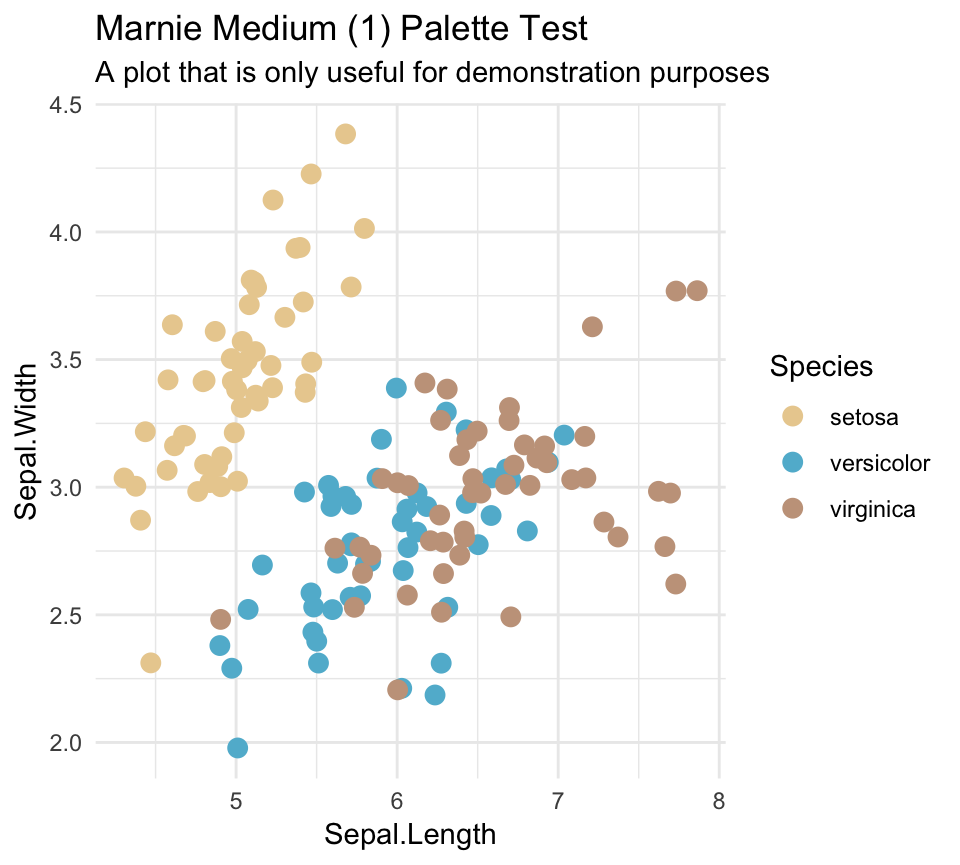 Marnie Medium (1) Palette Test
A plot that is only useful for demonstration purposes
4.5
4.0
3.5
3.0
2.5
2.0
Sepal.Width
5 6 7 8
Sepal.Length
Species
setosa
versicolor
virginica